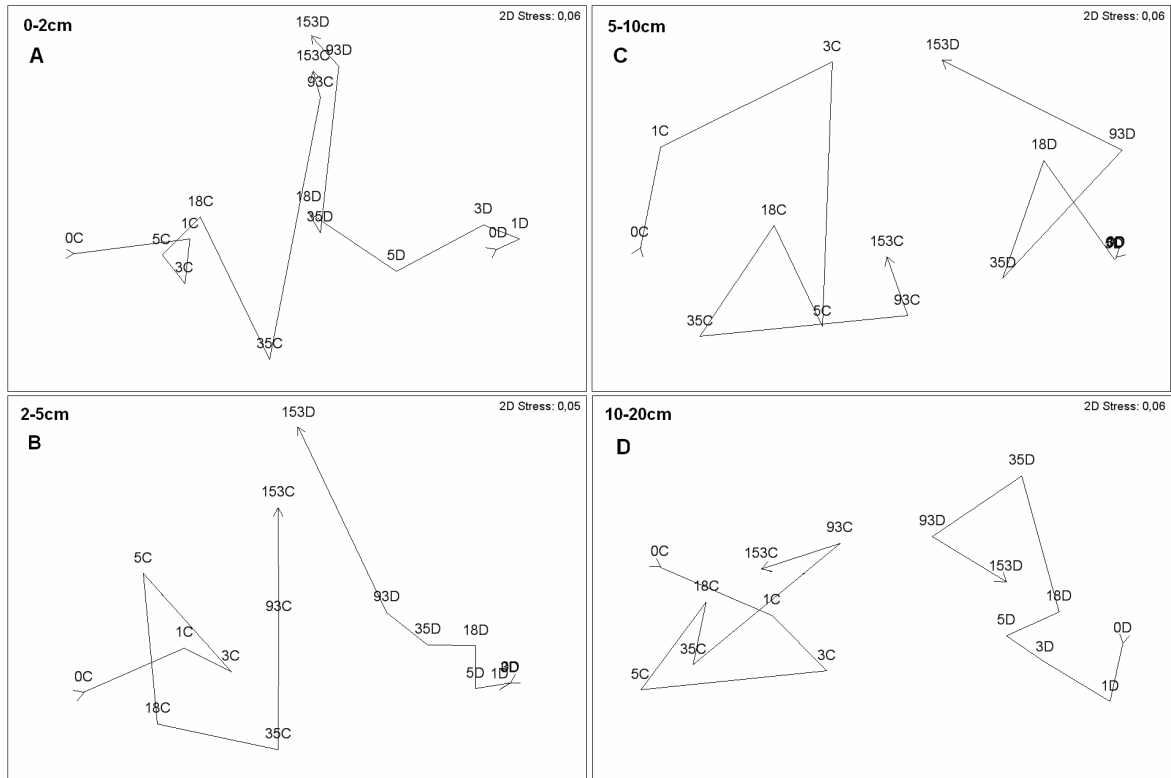 0-2cm
2D Stress: 0,06
A
153D
93D
153C
93C
18D
18C
35D
1C
3D
1D
0C
5C
0D
5D
3C
35C
5-10cm
2D Stress: 0,06
C
3C
153D
1C
93D
18D
18C
0C
153C
35D
93C
5C
35C
2-5cm
2D Stress: 0,05
B
153D
153C
5C
93C
93D
1C
35D
18D
3C
0C
5D
1D
18C
35C
10-20cm
2D Stress: 0,06
D
35D
93C
93D
0C
153C
153D
18C
1C
18D
5D
0D
35C
3D
3C
5C
1D